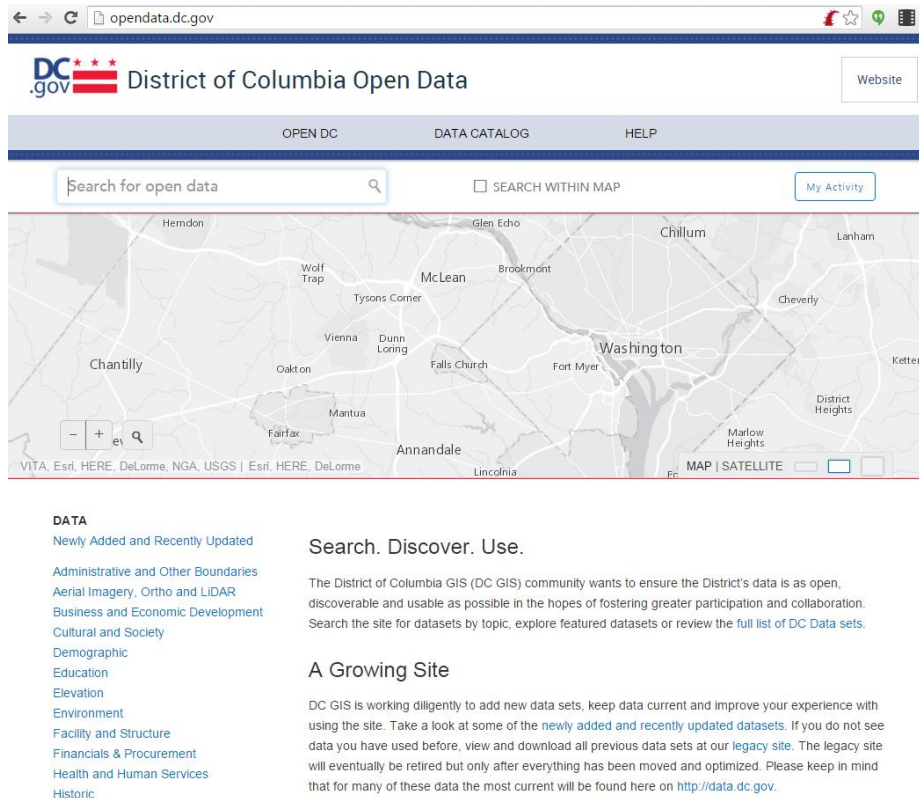 opendata.dc.gov
DC
.gov
District of Columbia Open Data
Website
OPEN DC
DATA CATALOG
HELP
Search for open data
SEARCH WITHIN MAP
My Activity
Herndon
Glen Echo
Chillum
Lanham
Wolf
Trap
McLean
Brookmont
Tysons Corner
Cheverly
Vienna
Dunn
Loring
Washington
Chantilly
Oakton
Falls Church
Fort Myer
Ketter
District
Heights
Mantua
Fairfax
Marlow
Heights
Annandale
Lincolnia
VITA, Esri, HERE, DeLorme, NGA, USGS | Esri, HERE, DeLorme
MAP | SATELLITE
DATA
Newly Added and Recently Updated
Administrative and Other Boundaries
Aerial Imagery, Ortho and LiDAR
Business and Economic Development
Cultural and Society
Demographic
Education
Elevation
Environment
Facility and Structure
Financials & Procurement
Health and Human Services
Historic
Search. Discover. Use.
The District of Columbia GIS (DC GIS) community wants to ensure the District's data is as open,
discoverable and usable as possible in the hopes of fostering greater participation and collaboration.
Search the site for datasets by topic, explore featured datasets or review the full list of DC Data sets.
A Growing Site
DC GIS is working diligently to add new data sets, keep data current and improve your experience with
using the site. Take a look at some of the newly added and recently updated datasets. If you do not see
data you have used before, view and download all previous data sets at our legacy site. The legacy site
will eventually be retired but only after everything has been moved and optimized. Please keep in mind
that for many of these data the most current will be found here on http://data.dc.gov.